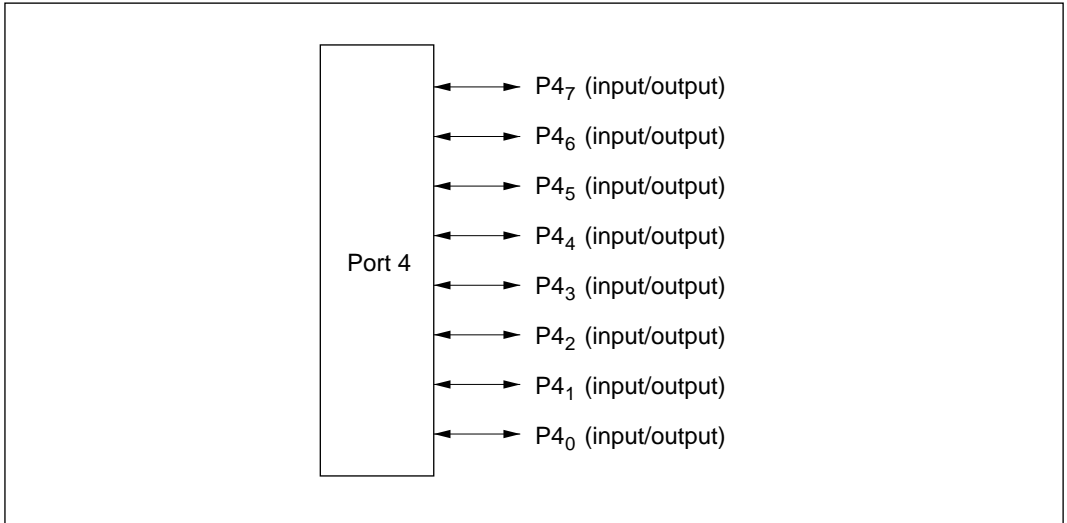 P4₇ (input/output)
P4₆ (input/output)
P4₅ (input/output)
P4₄ (input/output)
Port 4
P4₃ (input/output)
P4₂ (input/output)
P4₁ (input/output)
P4₀ (input/output)